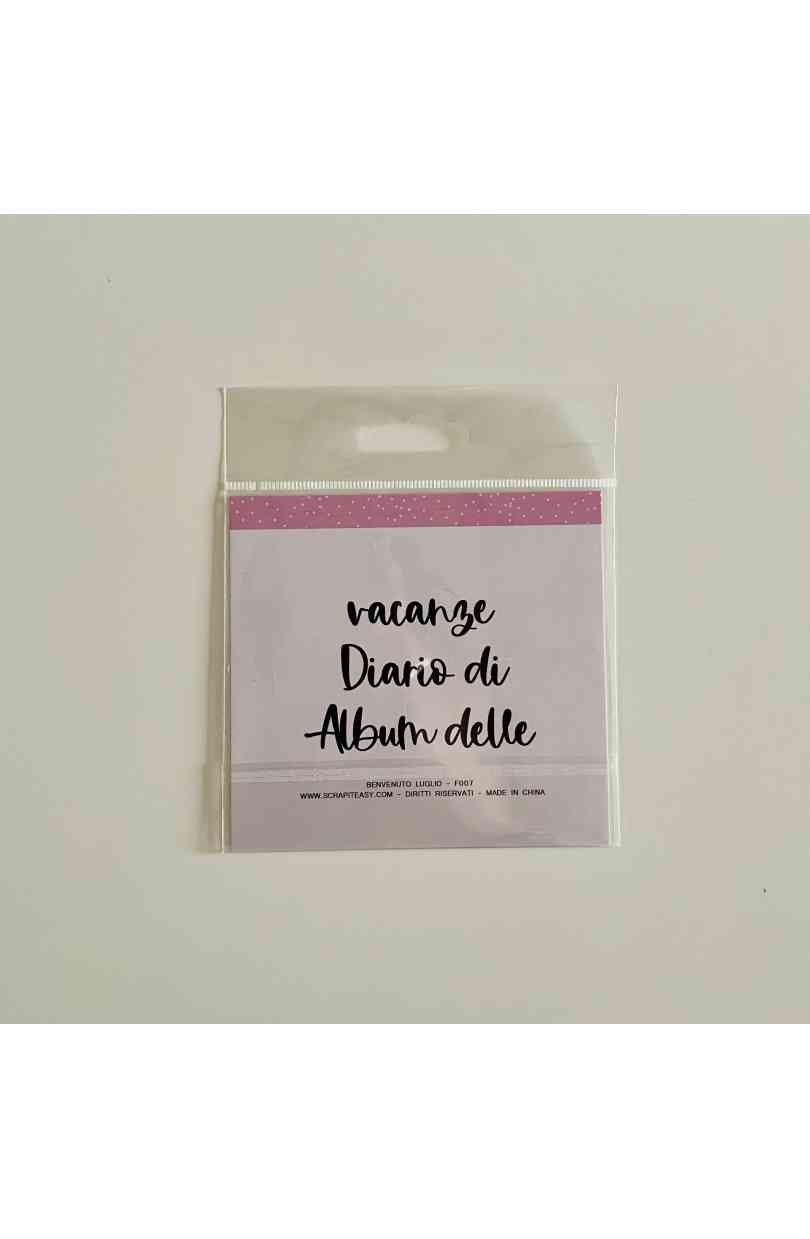 vacanze
Diario di
Album delle
BENVENUTO LUGLIO - F007
WWW.SCRAPITEASY.COM - DIRITTI RISERVATI - MADE IN CHINA